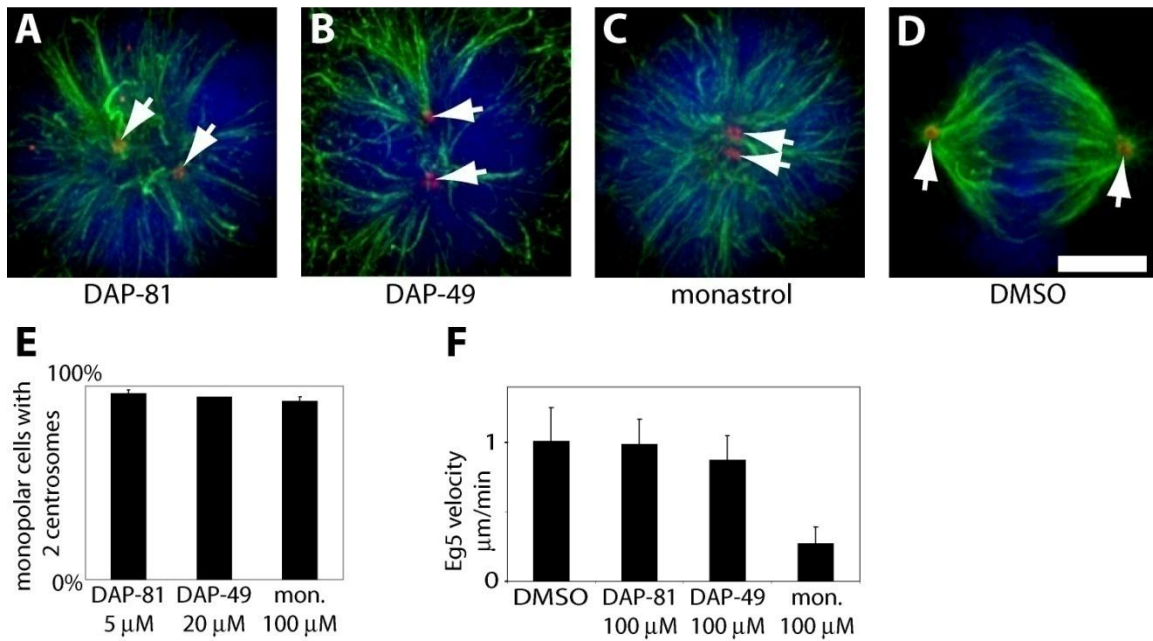 A B C D
DAP-81 DAP-49 monastrol DMSO
E
monopolar cells with
2 centrosomes
100%
0%
DAP-81 DAP-49 mon.
5 μM 20 μM 100 μM
F
Eg5 velocity
μm/min
1
0
DMSO DAP-81 DAP-49 mon.
100 μM 100 μM 100 μM